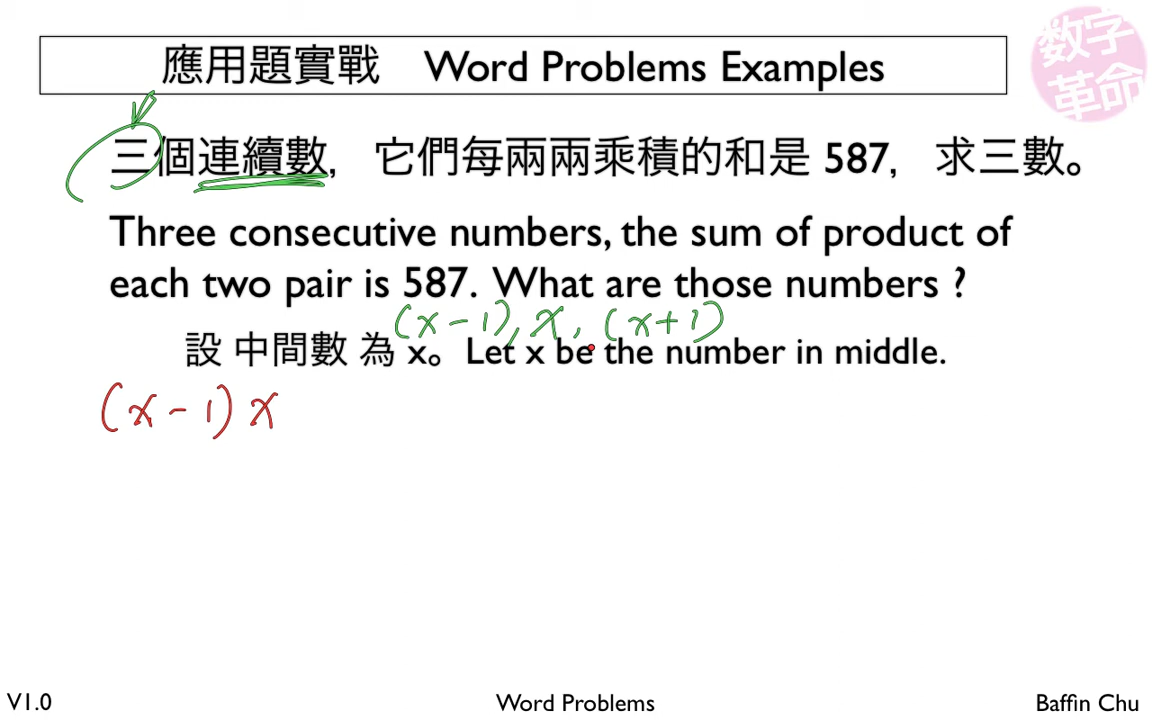 應用題實戰 Word Problems Examples
数字
革命
三個連續數, 它們每兩兩乘積的和是 587, 求三數。
Three consecutive numbers, the sum of product of
each two pair is 587. What are those numbers ?
(x-1), x, (x+1)
設 中間數 為 x。 Let x be the number in middle.
(x-1) x
V1.0 Word Problems Baffin Chu